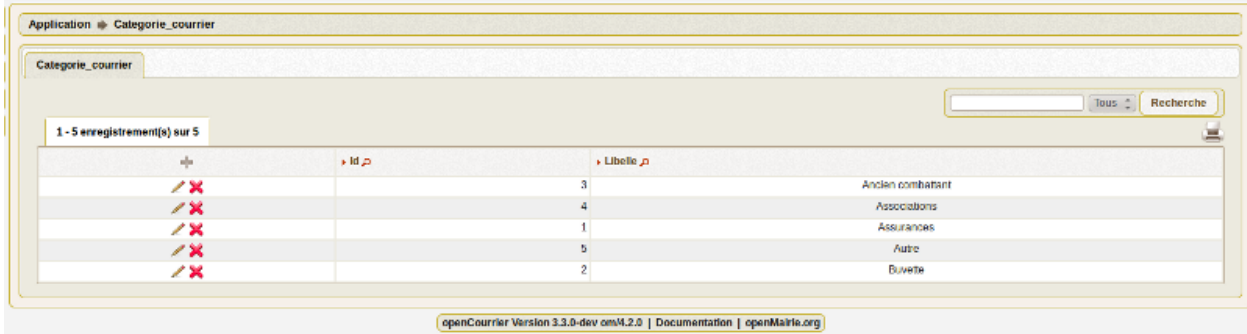 Application Categorie_courrier
Categorie_courrier
Tous Recherche
1 - 5 enregistrement(s) sur 5
Id Libelle
3 Ancien combattant
4 Associations
1 Assurances
5 Autre
2 Buvette
openCourrier Version 3.3.0-dev om/4.2.0 | Documentation | openMairie.org